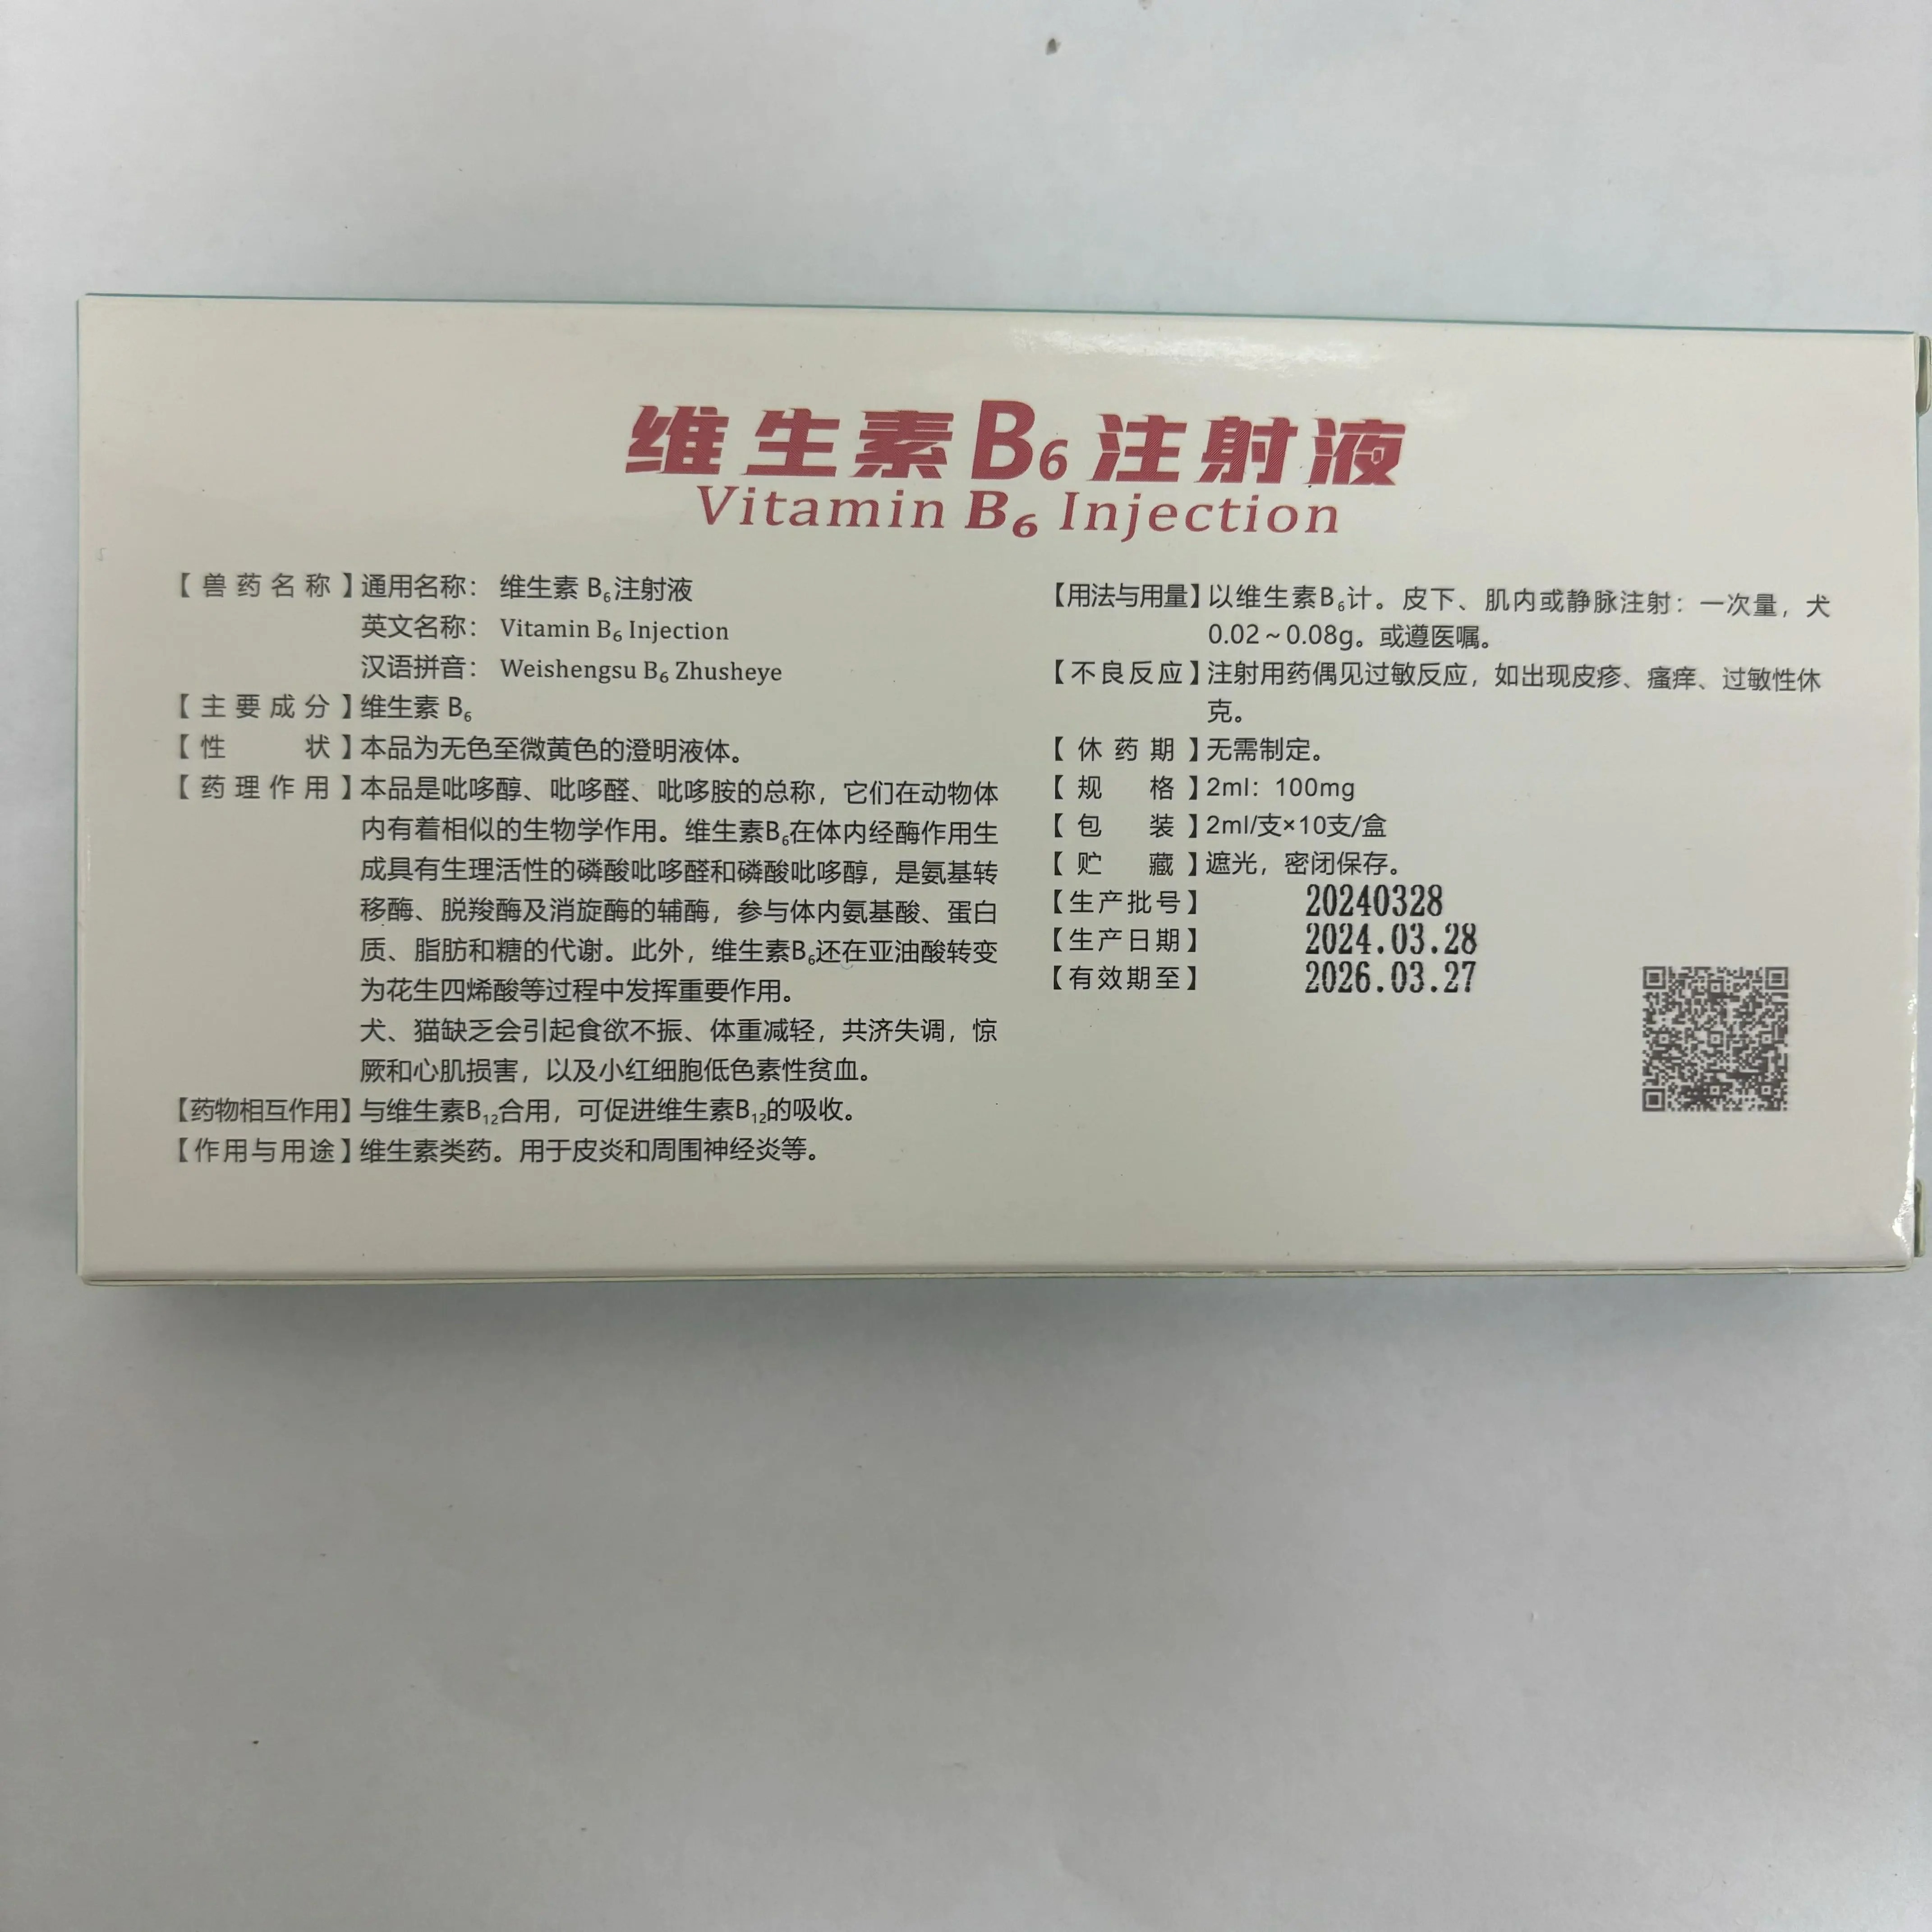 维生素B₆注射液
Vitamin B₆ Injection
【兽药名称】通用名称： 维生素 B₆注射液
英文名称： Vitamin B₆ Injection
汉语拼音： Weishengsu B₆ Zhusheye
【主要成分】维生素 B₆
【性状】本品为无色至微黄色的澄明液体。
【药理作用】本品是吡哆醇、吡哆醛、吡哆胺的总称，它们在动物体
内有着相似的生物学作用。维生素B₆在体内经酶作用生
成具有生理活性的磷酸吡哆醛和磷酸吡哆醇，是氨基转
移酶、脱羧酶及消旋酶的辅酶，参与体内氨基酸、蛋白
质、脂肪和糖的代谢。此外，维生素B₆还在亚油酸转变
为花生四烯酸等过程中发挥重要作用。
犬、猫缺乏会引起食欲不振、体重减轻，共济失调，惊
厥和心肌损害，以及小红细胞低色素性贫血。
【药物相互作用】与维生素B₁₂合用，可促进维生素B₁₂的吸收。
【作用与用途】维生素类药。用于皮炎和周围神经炎等。
【用法与用量】以维生素B₆计。皮下、肌内或静脉注射：一次量，犬
0.02~0.08g。或遵医嘱。
【不良反应】注射用药偶见过敏反应，如出现皮疹、瘙痒、过敏性休
克。
【休药期】无需制定。
【规格】2ml：100mg
【包装】2ml/支×10支/盒
【贮藏】遮光，密闭保存。
【生产批号】 20240328
【生产日期】 2024.03.28
【有效期至】 2026.03.27